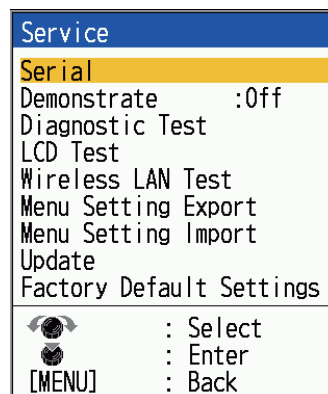 Service
Serial
Demonstrate :Off
Diagnostic Test
LCD Test
Wireless LAN Test
Menu Setting Export
Menu Setting Import
Update
Factory Default Settings
: Select
: Enter
[MENU] : Back